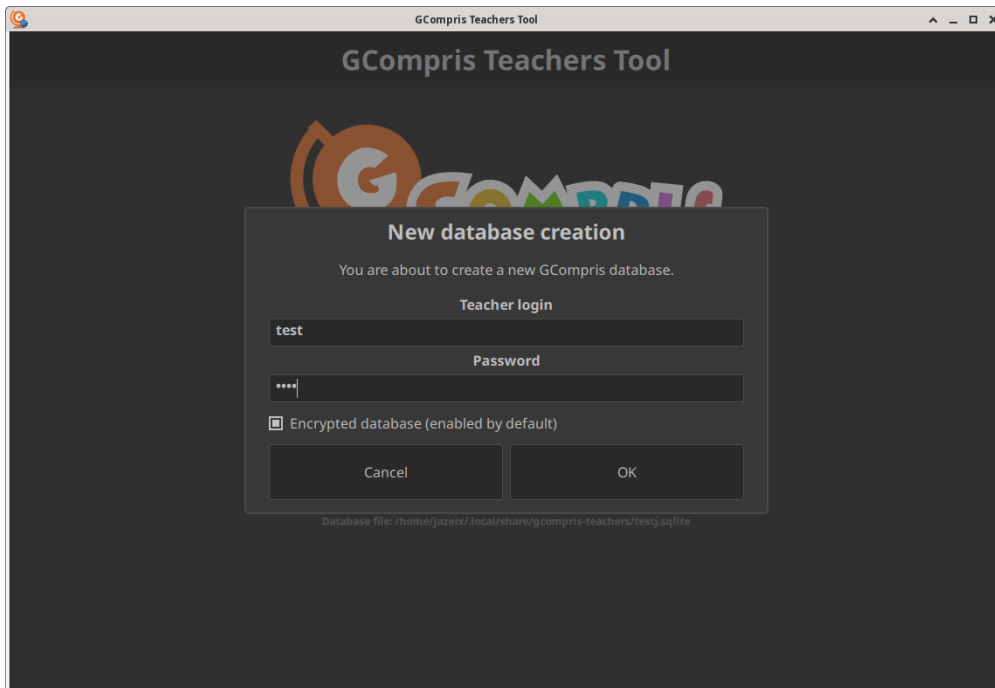 GCompris Teachers Tool
GCompris Teachers Tool
G
GCOMPRIS
New database creation
You are about to create a new GCompris database.
Teacher login
test
Password
••••
Encrypted database (enabled by default)
Cancel
OK
Database file: /home/jazeix/.local/share/gcompris-teachers/testj.sqlite